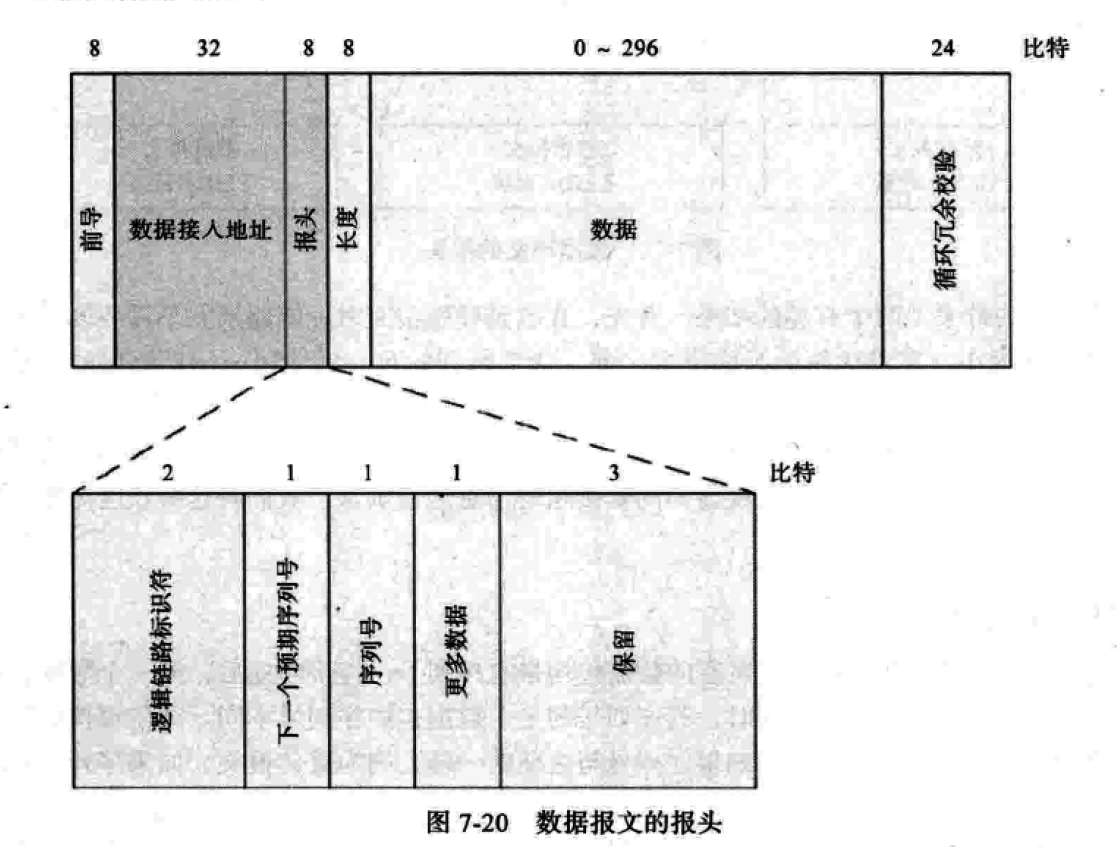 8 32 8 8 0 ~ 296 24 比特
前导
数据接入地址
报头
长度
数据
循环冗余校验
2 1 1 1 3 比特
逻辑链路标识符
下一个预期序列号
序列号
更多数据
保留
图 7-20 数据报文的报头